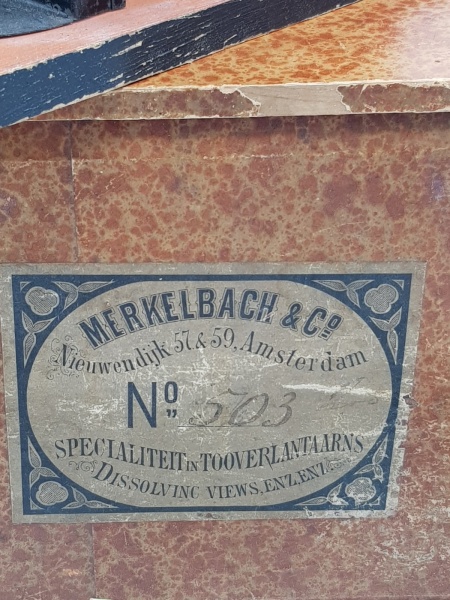 MERKELBACH & Cº
Nieuwendijk 57 & 59, Amsterdam
Nº 503
SPECIALITEIT IN TOOVERLANTAARNS
DISSOLVING VIEWS, ENZ. ENZ.